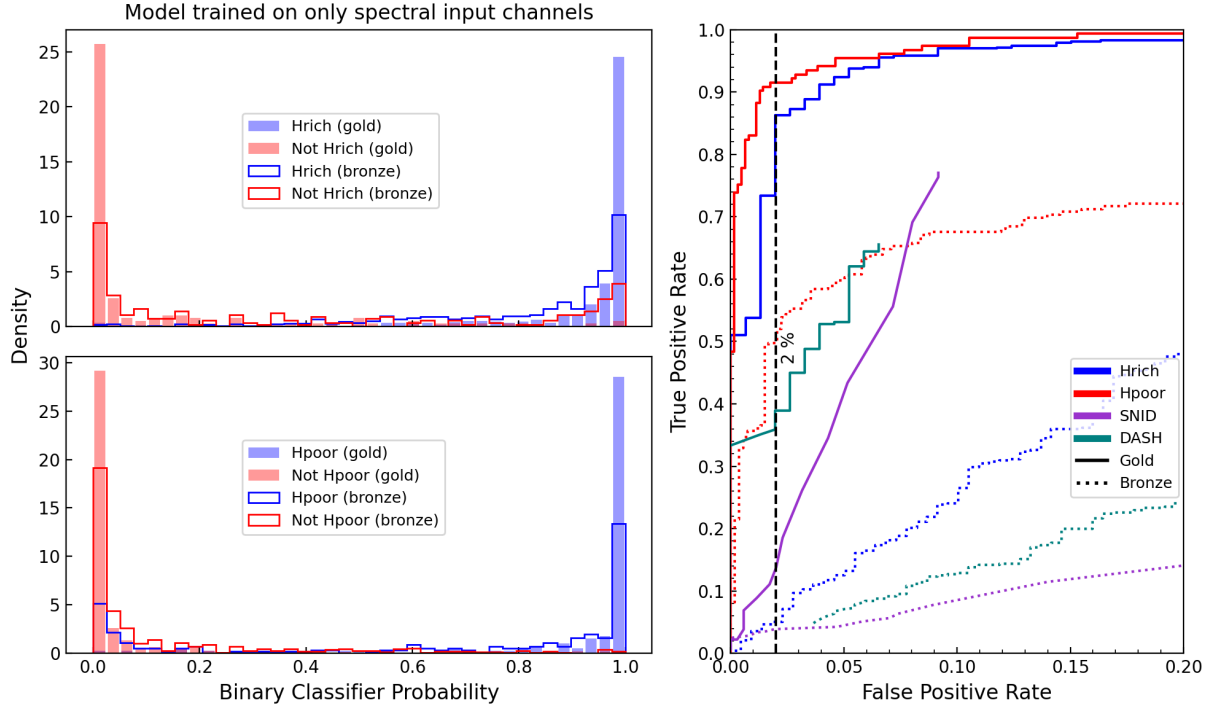 Model trained on only spectral input channels
25
20
15
10
5
0
Hrich (gold)
Not Hrich (gold)
Hrich (bronze)
Not Hrich (bronze)
Density
30
25
20
15
10
5
0
Hpoor (gold)
Not Hpoor (gold)
Hpoor (bronze)
Not Hpoor (bronze)
0.0 0.2 0.4 0.6 0.8 1.0
Binary Classifier Probability
1.0
0.9
0.8
0.7
0.6
0.5
0.4
0.3
0.2
0.1
0.0
True Positive Rate
2 %
Hrich
Hpoor
SNID
DASH
Gold
Bronze
0.00 0.05 0.10 0.15 0.20
False Positive Rate